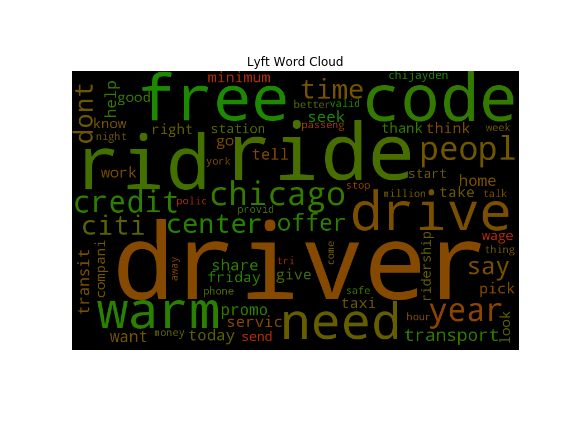 Lyft Word Cloud
minimum
chijayden
free
time
code
dont
help
good
better
valid
seek
know
night
right
station
passeng
thank
think
week
rid
ride
go
tell
peopl
york
work
start
home
credit
polic
chicago
stop
million
take
talk
provid
drive
citi
center
offer
wage
driver
transit
compani
away
share
friday
tri
give
come
ridership
say
thing
phone
safe
pick
warm
promo
servic
taxi
need
hour
year
look
want
money
today
send
transport